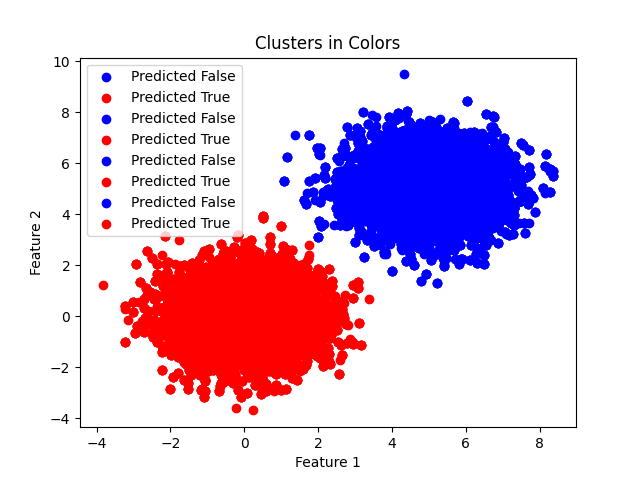 Clusters in Colors
10
8
6
4
2
0
−2
−4
Feature 2
Predicted False
Predicted True
Predicted False
Predicted True
Predicted False
Predicted True
Predicted False
Predicted True
−4 −2 0 2 4 6 8
Feature 1